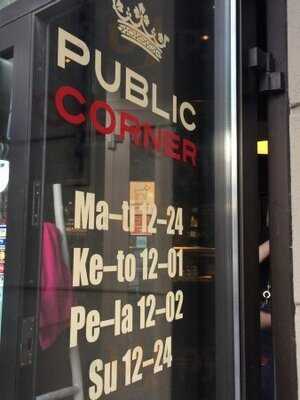 PUBLIC
CORNER
Ma–ti 12–24
Ke–to 12–01
Pe–la 12–02
Su 12–24